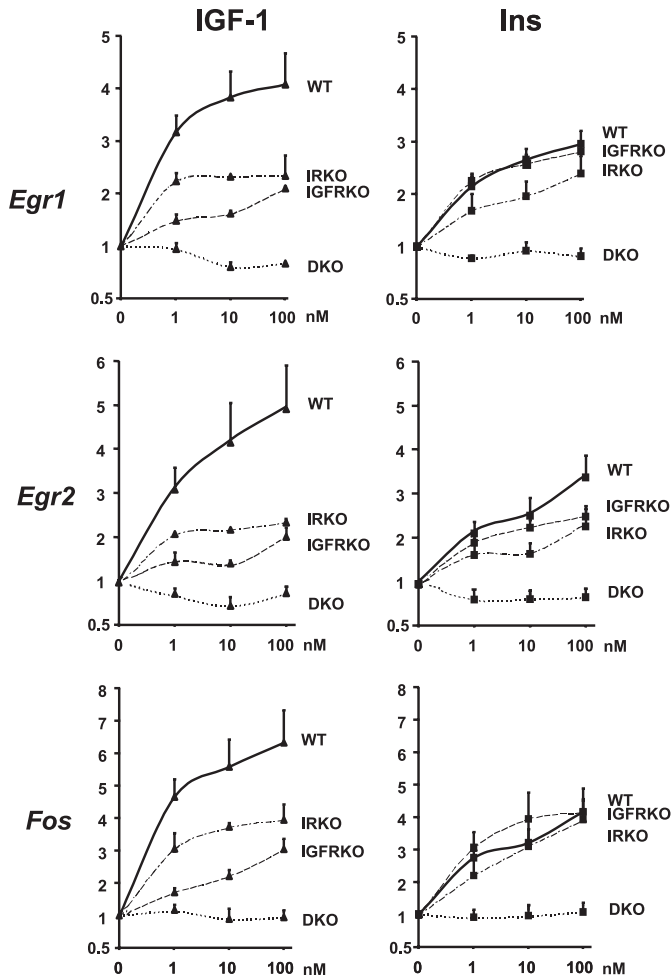 IGF-1 Ins
5
4
3
2
1
0.5
Egr1
WT
IRKO
IGFRKO
DKO
0 1 10 100 nM
5
4
3
2
1
0.5
WT
IGFRKO
IRKO
DKO
0 1 10 100 nM
6
5
4
3
2
1
0.5
Egr2
WT
IRKO
IGFRKO
DKO
0 1 10 100 nM
6
5
4
3
2
1
0.5
WT
IGFRKO
IRKO
DKO
0 1 10 100 nM
8
7
6
5
4
3
2
1
0.5
Fos
WT
IRKO
IGFRKO
DKO
0 1 10 100 nM
8
7
6
5
4
3
2
1
0.5
WT
IGFRKO
IRKO
DKO
0 1 10 100 nM